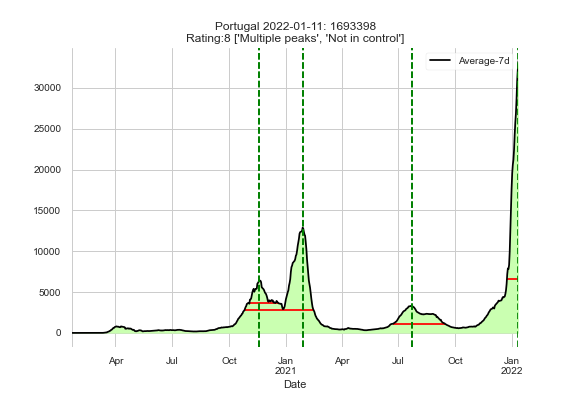 Portugal 2022-01-11: 1693398
Rating:8 ['Multiple peaks', 'Not in control']
Average-7d
30000
25000
20000
15000
10000
5000
0
Apr Jul Oct Jan Apr Jul Oct Jan
2021 2022
Date